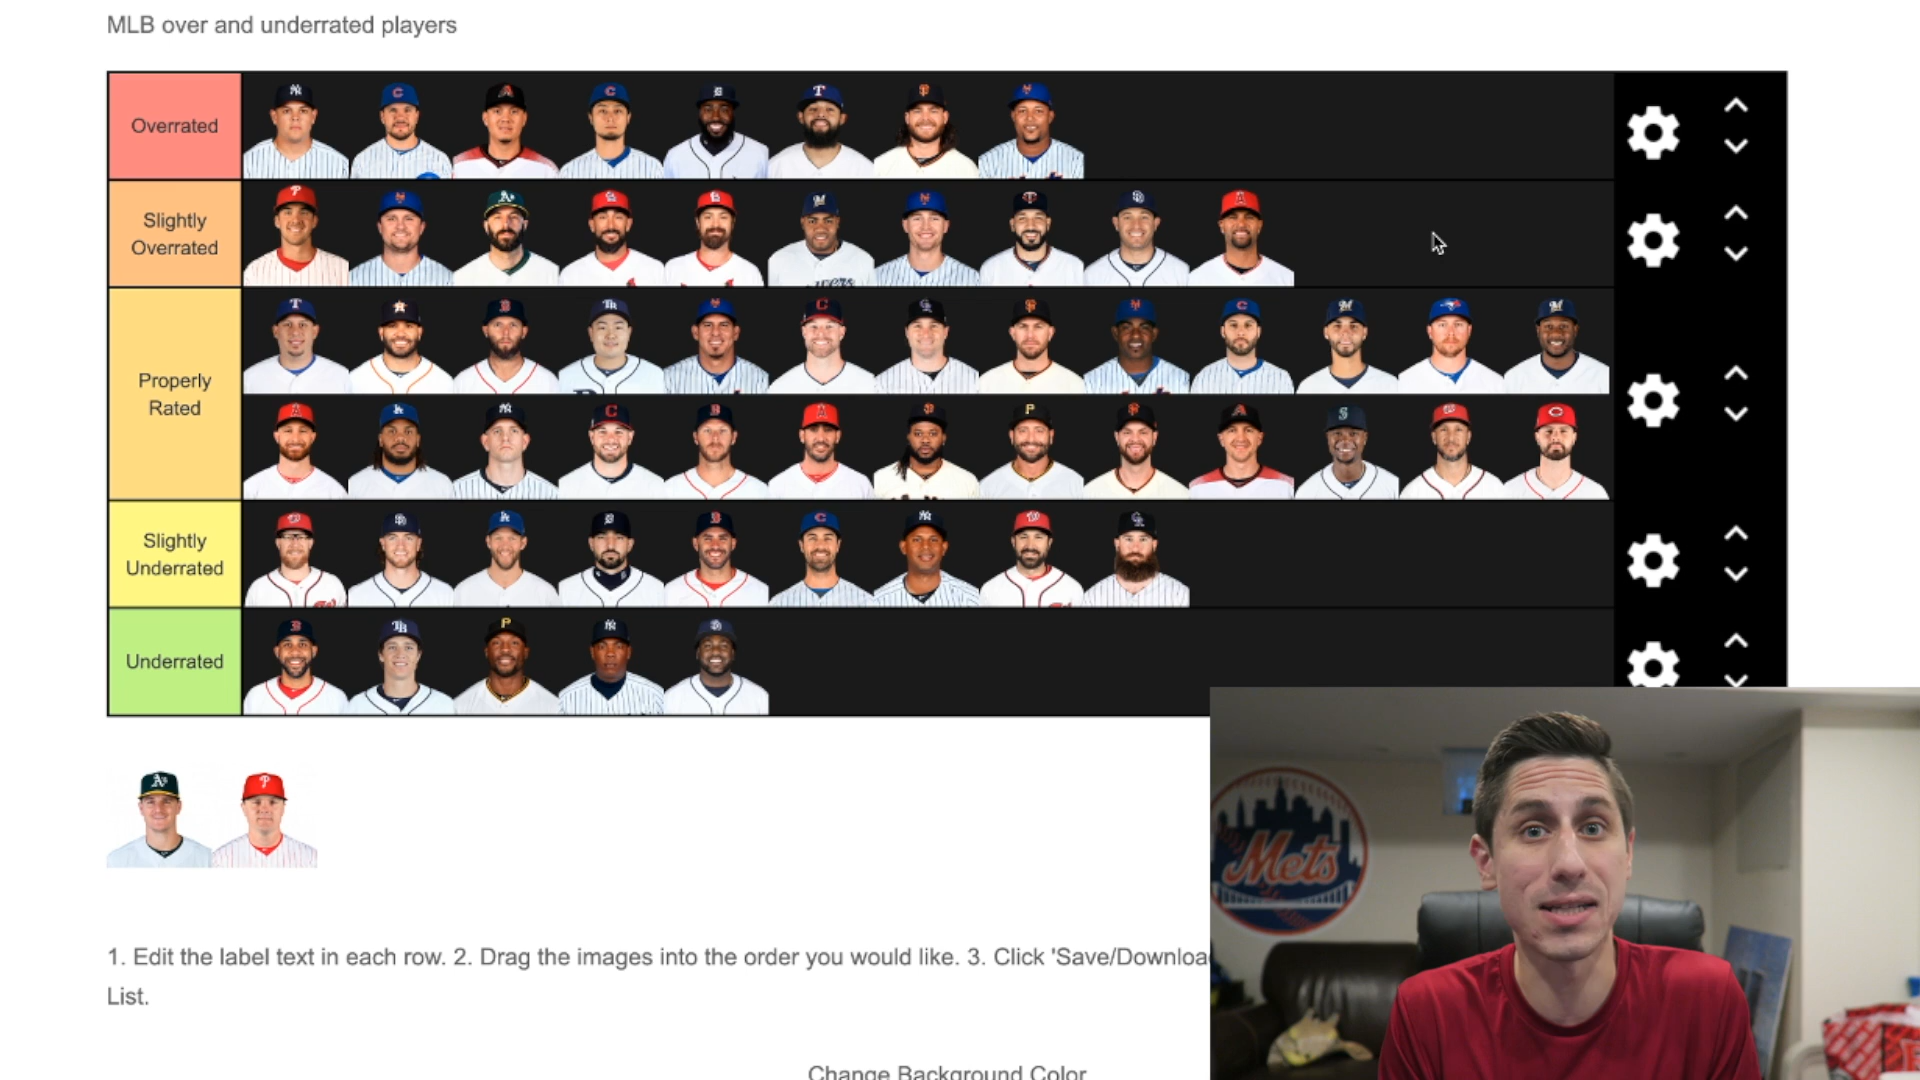 MLB over and underrated players
Overrated
Slightly
Overrated
Properly
Rated
Slightly
Underrated
Underrated
Mets
1. Edit the label text in each row. 2. Drag the images into the order you would like. 3. Click 'Save/Downloa
List.
Change Background Color